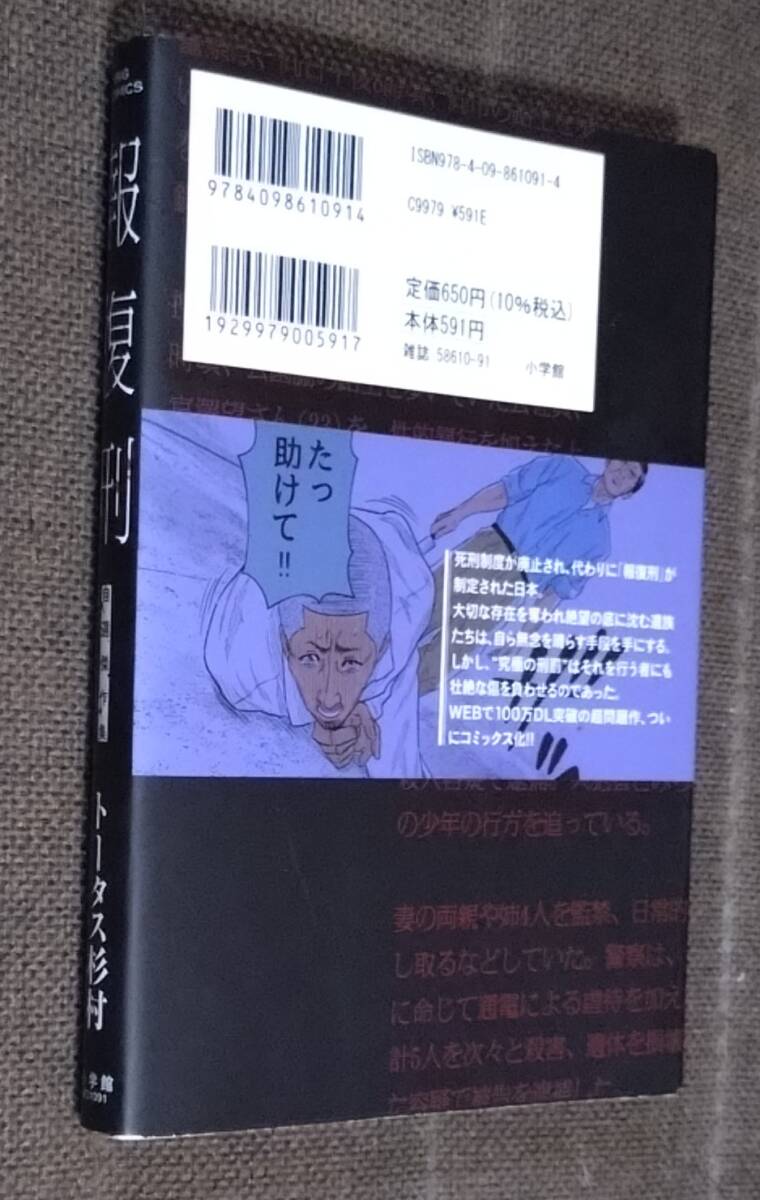 報復刑
自選傑作集
トータス杉村
ISBN978-4-09-861091-4
9784098610914
C9979 ¥591E
定価650円(10%税込)
本体591円
1929979005917
雑誌 58610-91
小学館
たっ
助けて!!
死刑制度が廃止され、代わりに「報復刑」が
制定された日本。
大切な存在を奪われ絶望の底に沈む遺族
たちは、自ら無念を晴らす手段を手にする。
しかし、“究極の刑罰”はそれを行う者にも
壮絶な傷を負わせるのであった。
WEBで100万DL突破の超問題作、つい
にコミックス化!!
の少年の行方を追っている。
妻の両親や姉4人を監禁、日常的
し取るなどしていた。警察は、
に命じて通電による虐待を加え
計5人を次々と殺害、遺体を損